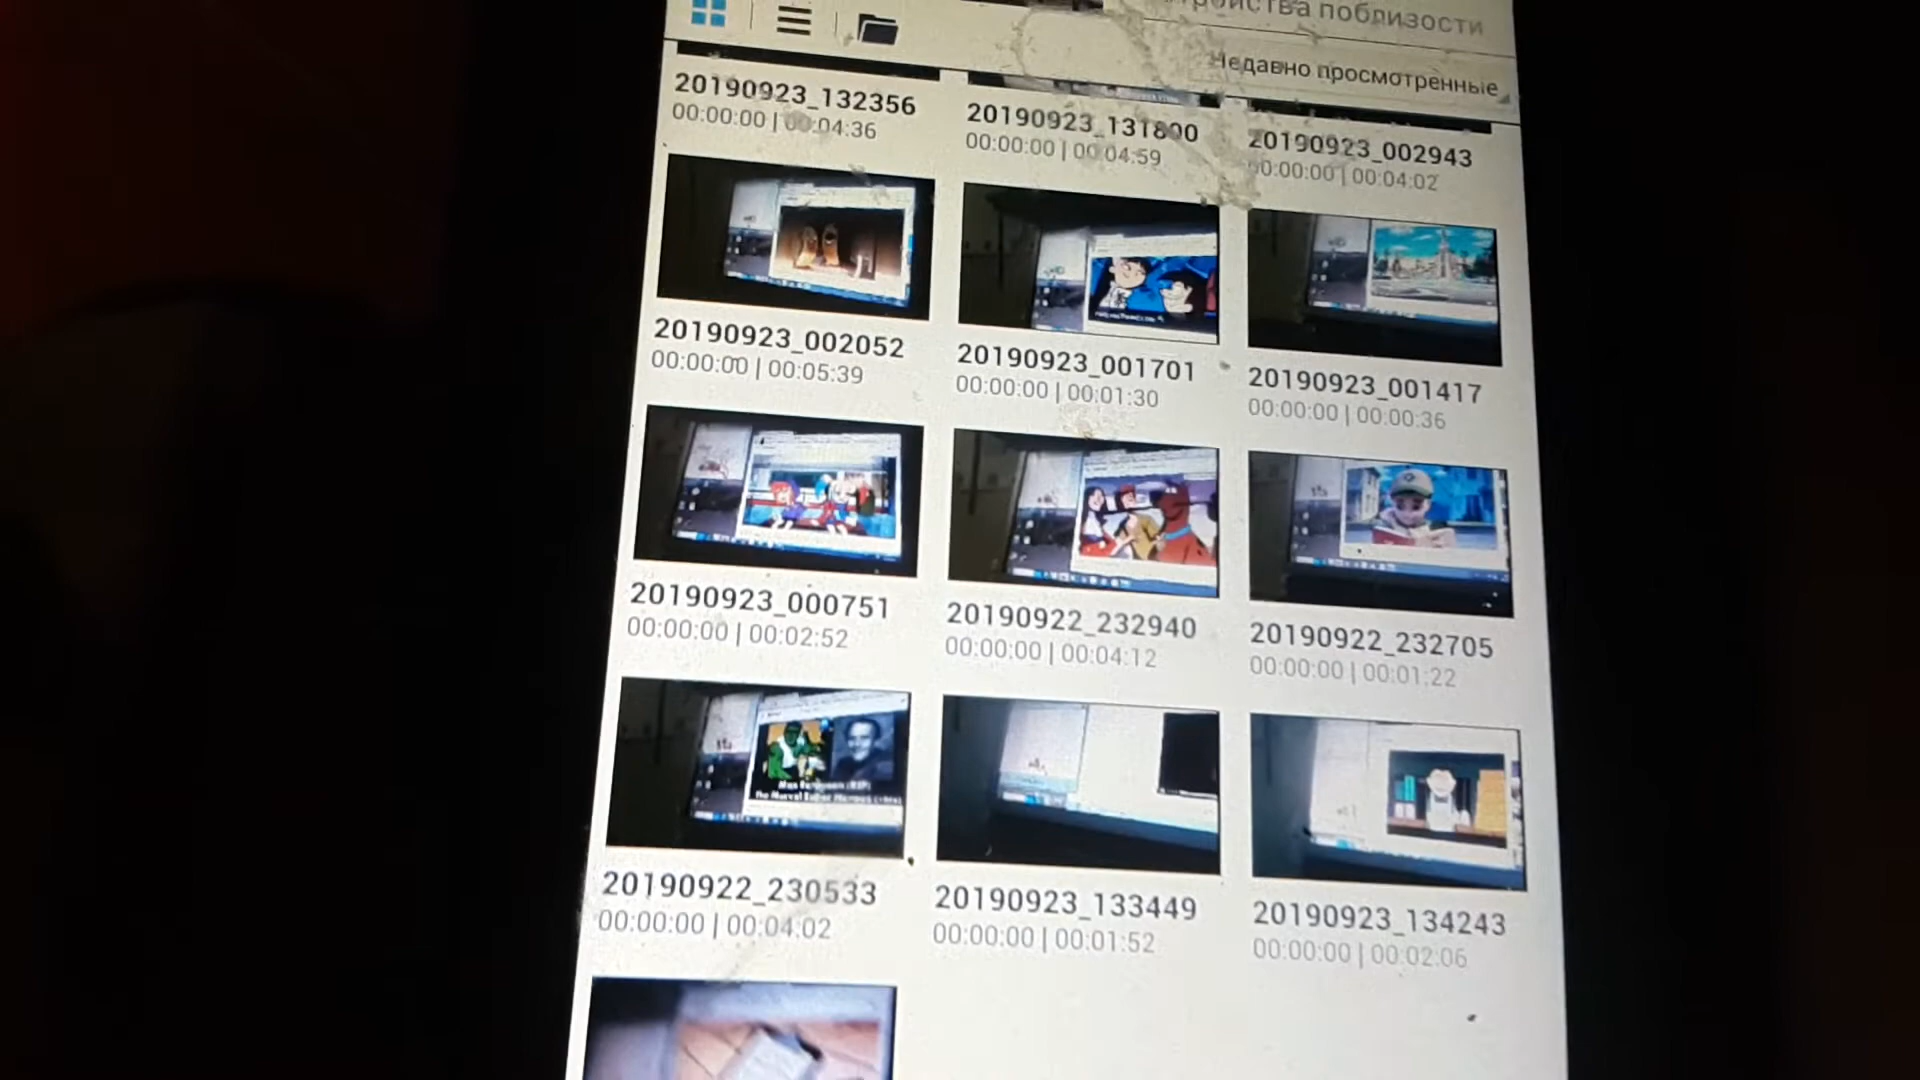 поблизости
Недавно просмотренные
20190923_132356
00:00:00 | 00:04:36
20190923_131800
00:00:00 | 00:04:59
20190923_002943
00:00:00 | 00:04:02
20190923_002052
00:00:00 | 00:05:39
20190923_001701
00:00:00 | 00:01:30
20190923_001417
00:00:00 | 00:00:36
20190923_000751
00:00:00 | 00:02:52
20190922_232940
00:00:00 | 00:04:12
20190922_232705
00:00:00 | 00:01:22
20190922_230533
00:00:00 | 00:04:02
20190923_133449
00:00:00 | 00:01:52
20190923_134243
00:00:00 | 00:02:06